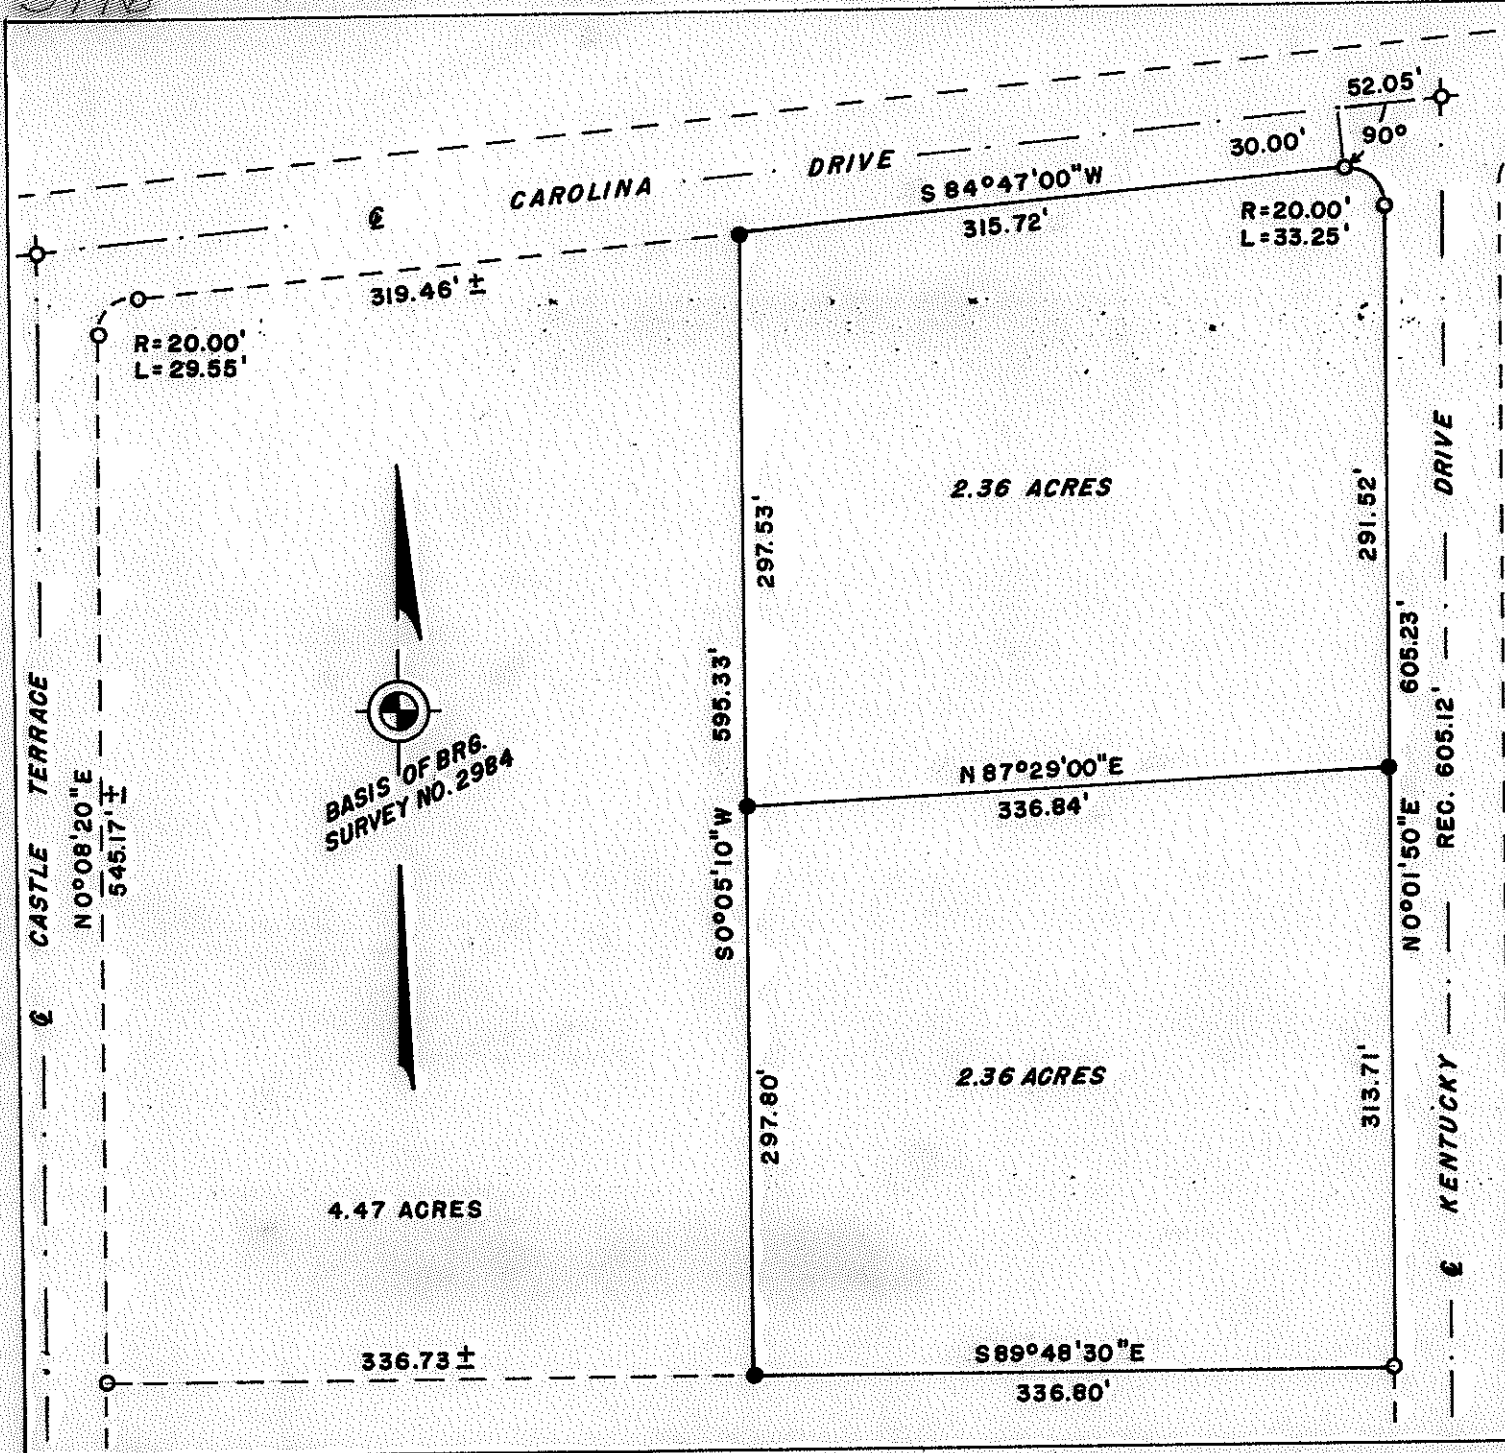 52.05'
30.00'
90°
CAROLINA DRIVE
℄
S 84°47'00"W
315.72'
R=20.00'
L=33.25'
319.46' ±
R=20.00'
L=29.55'
2.36 ACRES
297.53'
291.52'
DRIVE
605.23'
REC. 605.12'
595.33'
S0°05'10"W
N 87°29'00"E
336.84'
N0°01'50"E
BASIS OF BRG.
SURVEY NO. 2984
℄ CASTLE TERRACE
N0°08'20"E
545.17'±
2.36 ACRES
297.80'
313.71'
℄ KENTUCKY
4.47 ACRES
336.73 ±
S89°48'30"E
336.80'